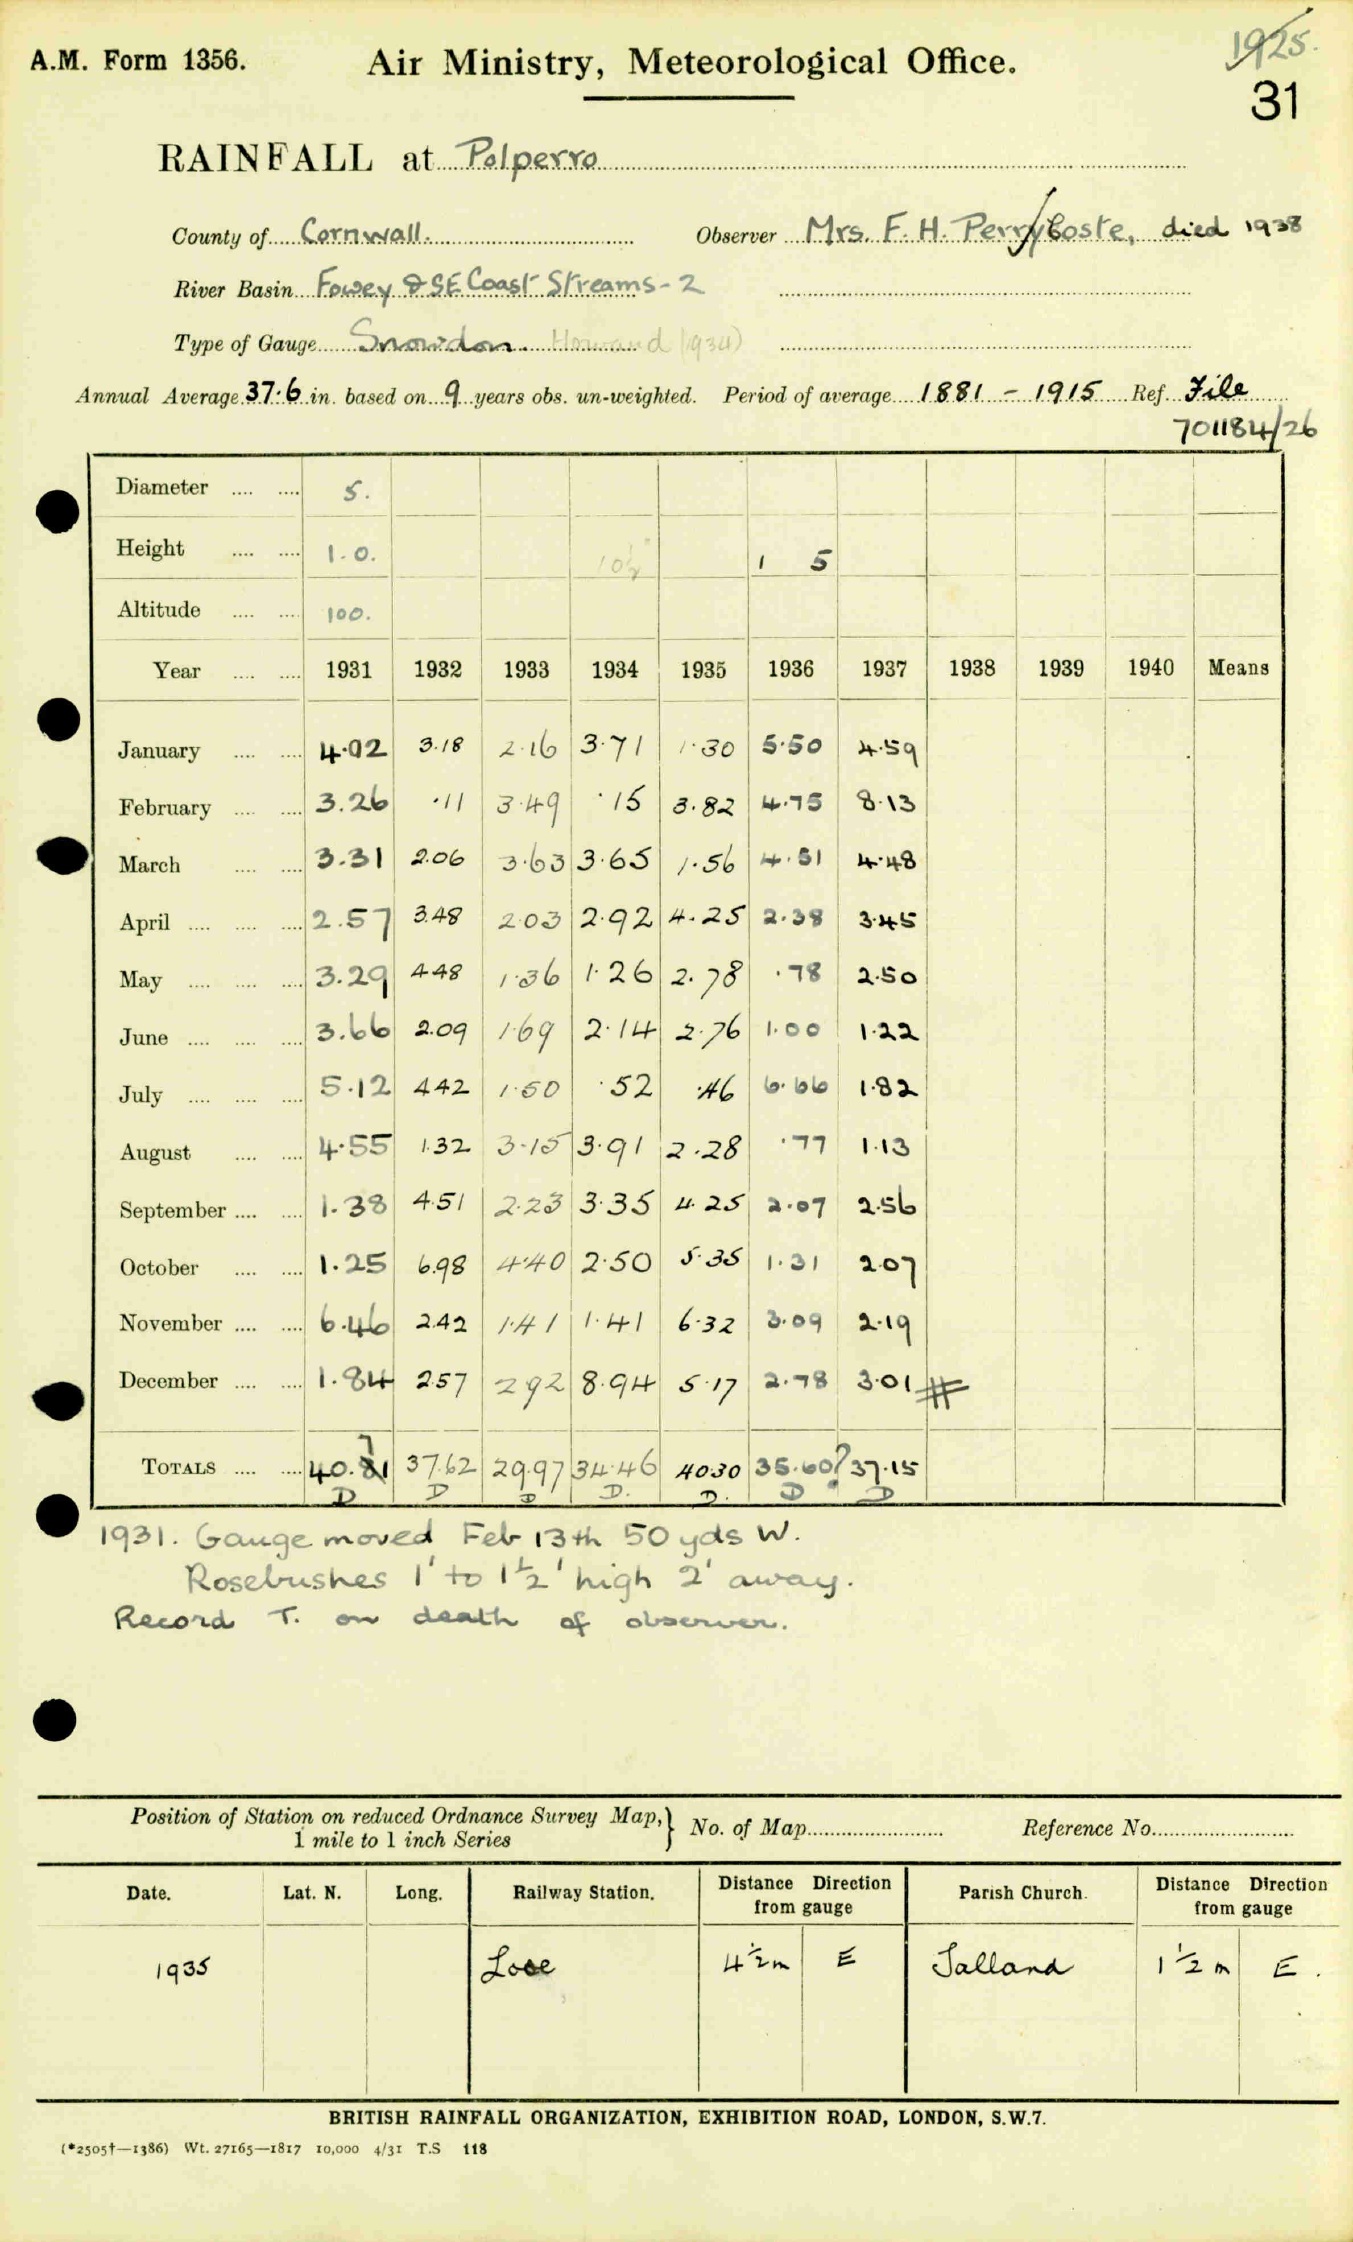 A.M. Form 1356.
Air Ministry, Meteorological Office.
1925.
31
RAINFALL at Polperro
County of Cornwall. Observer Mrs. F. H. Perry/Coste, died 1938
River Basin Fowey & SE Coast Streams - 2
Type of Gauge Snowdon. Howard (1934)
Annual Average 37.6 in. based on 9 years obs. un-weighted. Period of average 1881 - 1915 Ref. File
701184/26
Diameter 5.
Height 1.0. 10½" 1 5
Altitude 100.
Year 1931 1932 1933 1934 1935 1936 1937 1938 1939 1940 Means
January 4.02 3.18 2.16 3.71 1.30 5.50 4.59
February 3.26 .11 3.49 .15 3.82 4.75 8.13
March 3.31 2.06 3.63 3.65 1.56 4.51 4.48
April 2.57 3.48 2.03 2.92 4.25 2.38 3.45
May 3.29 4.48 1.36 1.26 2.78 .78 2.50
June 3.66 2.09 1.69 2.14 2.76 1.00 1.22
July 5.12 4.42 1.50 .52 .46 6.66 1.82
August 4.55 1.32 3.15 3.91 2.28 .77 1.13
September 1.38 4.51 2.23 3.35 4.25 2.07 2.56
October 1.25 6.98 4.40 2.50 5.35 1.31 2.07
November 6.46 2.42 1.41 1.41 6.32 3.09 2.19
December 1.84 2.57 2.92 8.94 5.17 2.78 3.01 #
7
TOTALS 40.81 37.62 29.97 34.46 40.30 35.60? 37.15
D D D D. D. D D
1931. Gauge moved Feb 13th 50 yds W.
Rosebushes 1' to 1½' high 2' away.
Record T. on death of observer.
Position of Station on reduced Ordnance Survey Map, 1 mile to 1 inch Series } No. of Map Reference No.
Date. Lat. N. Long. Railway Station. Distance Direction from gauge Parish Church. Distance Direction from gauge
1935 Looe 4½m E Talland 1½m E.
BRITISH RAINFALL ORGANIZATION, EXHIBITION ROAD, LONDON, S.W.7.
(*2505†—1386) Wt. 27165—1817 10,000 4/31 T.S 118